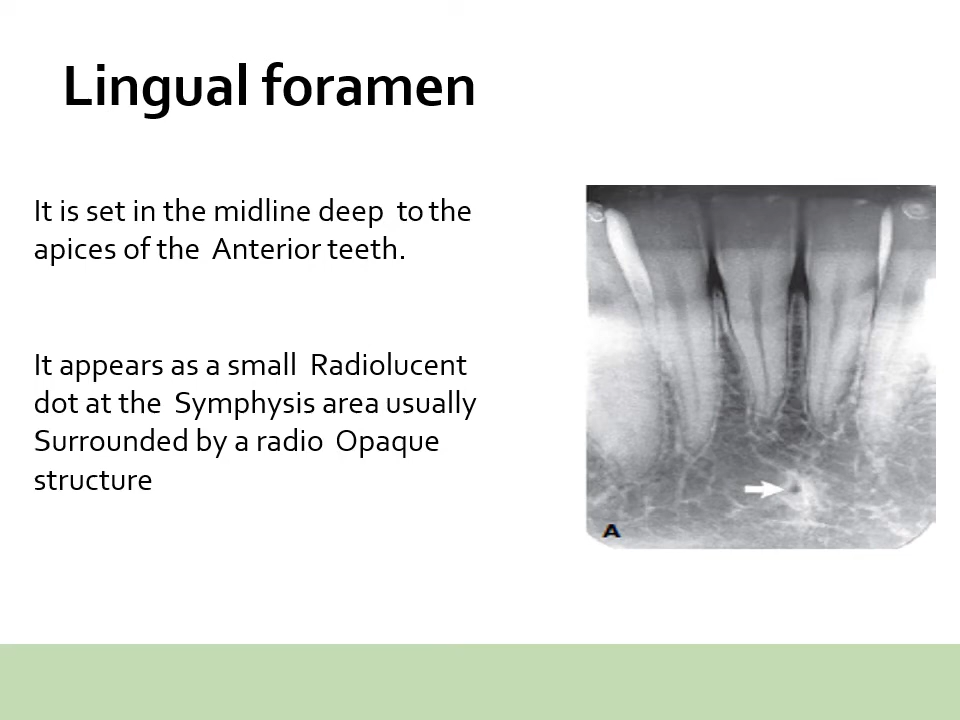 Lingual foramen
It is set in the midline deep to the
apices of the Anterior teeth.
It appears as a small Radiolucent
dot at the Symphysis area usually
Surrounded by a radio Opaque
structure
A